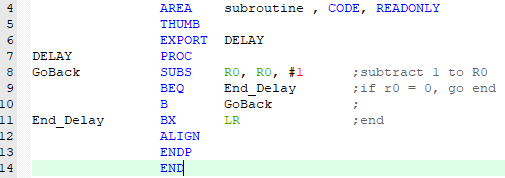 4 AREA subroutine , CODE, READONLY
5 THUMB
6 EXPORT DELAY
7 DELAY PROC
8 GoBack SUBS R0, R0, #1 ;subtract 1 to R0
9 BEQ End_Delay ;if r0 = 0, go end
10 B GoBack ;
11 End_Delay BX LR ;end
12 ALIGN
13 ENDP
14 END